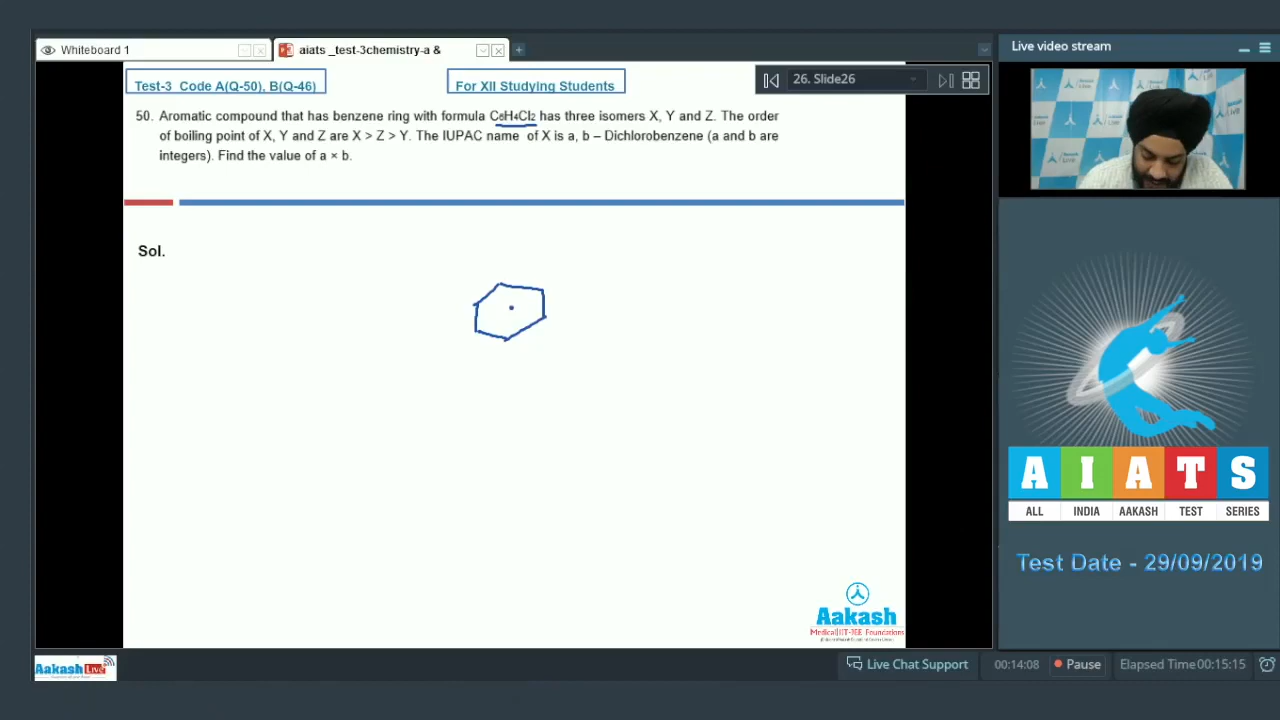 Whiteboard 1
aiats _test-3chemistry-a &
Live video stream
Test-3 Code A(Q-50), B(Q-46)
For XII Studying Students
26. Slide26
50. Aromatic compound that has benzene ring with formula C6H4Cl2 has three isomers X, Y and Z. The order
of boiling point of X, Y and Z are X > Z > Y. The IUPAC name of X is a, b – Dichlorobenzene (a and b are
integers). Find the value of a × b.
Sol.
A I A T S
ALL INDIA AAKASH TEST SERIES
Test Date - 29/09/2019
Aakash
Medical|IIT-JEE|Foundations
Aakash Live
Live Chat Support
00:14:08
Pause
Elapsed Time 00:15:15